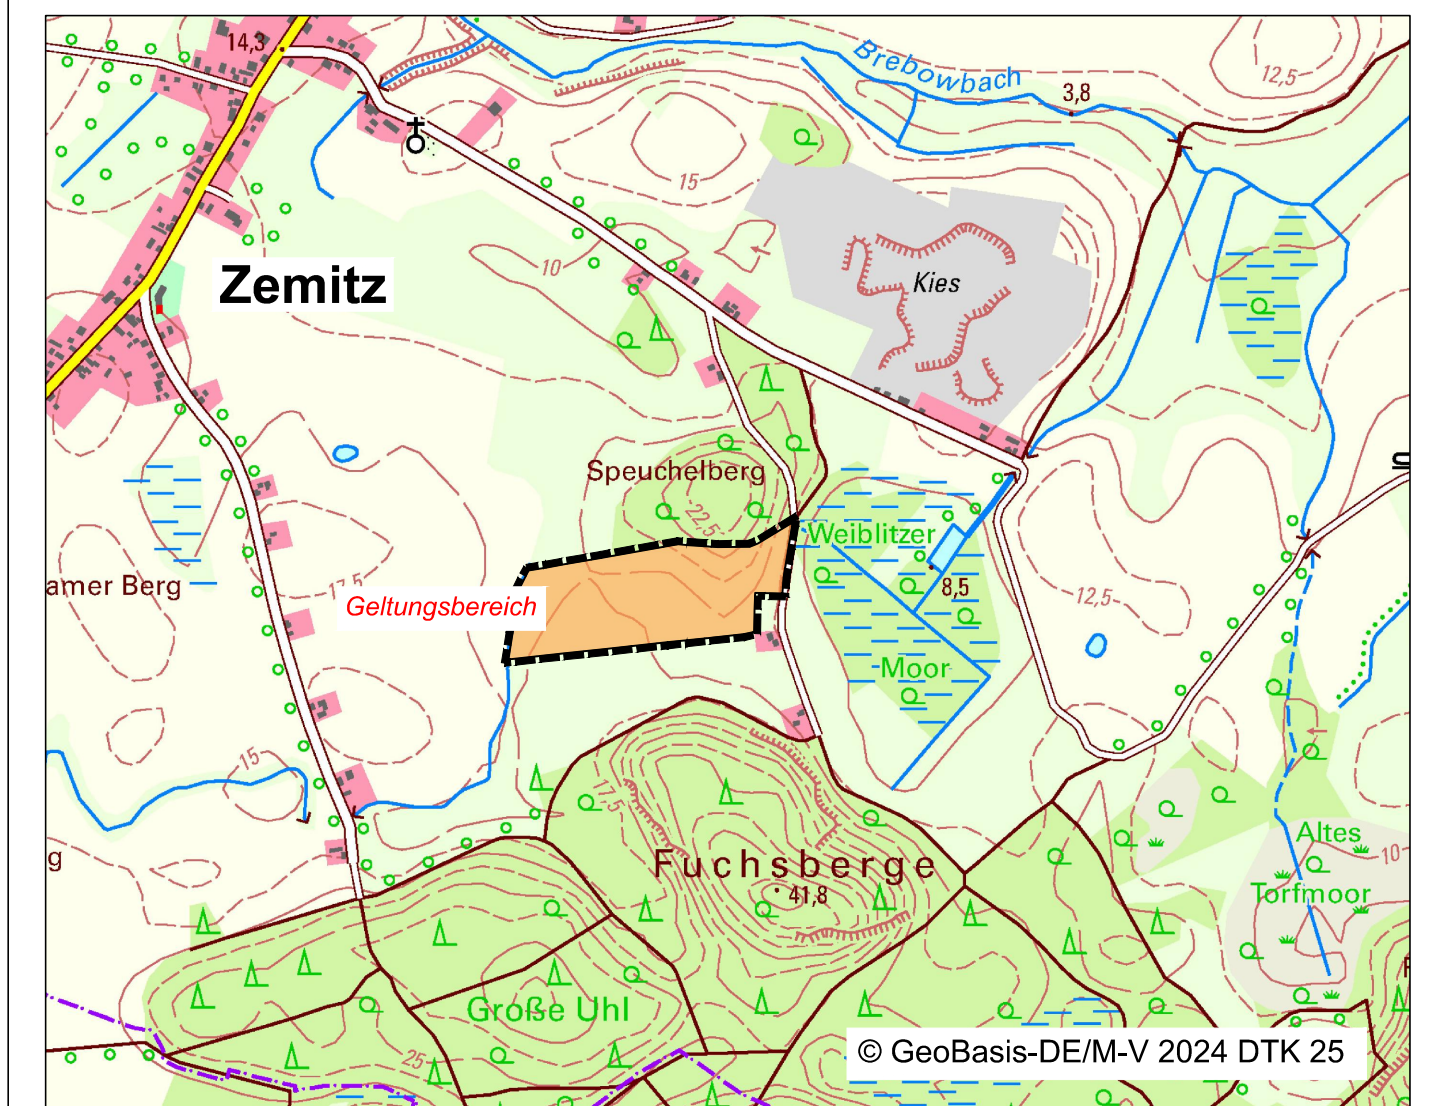 14,3
Brebowbach
3,8
12,5
15
10
Zemitz
Kies
Speuchelberg
22,5
Weiblitzer
amer Berg
17,5
Geltungsbereich
8,5
12,5
Moor
15
17,5
Altes
g
Fuchsberge
10
41,8
Torfmoor
Große Uhl
25
© GeoBasis-DE/M-V 2024 DTK 25